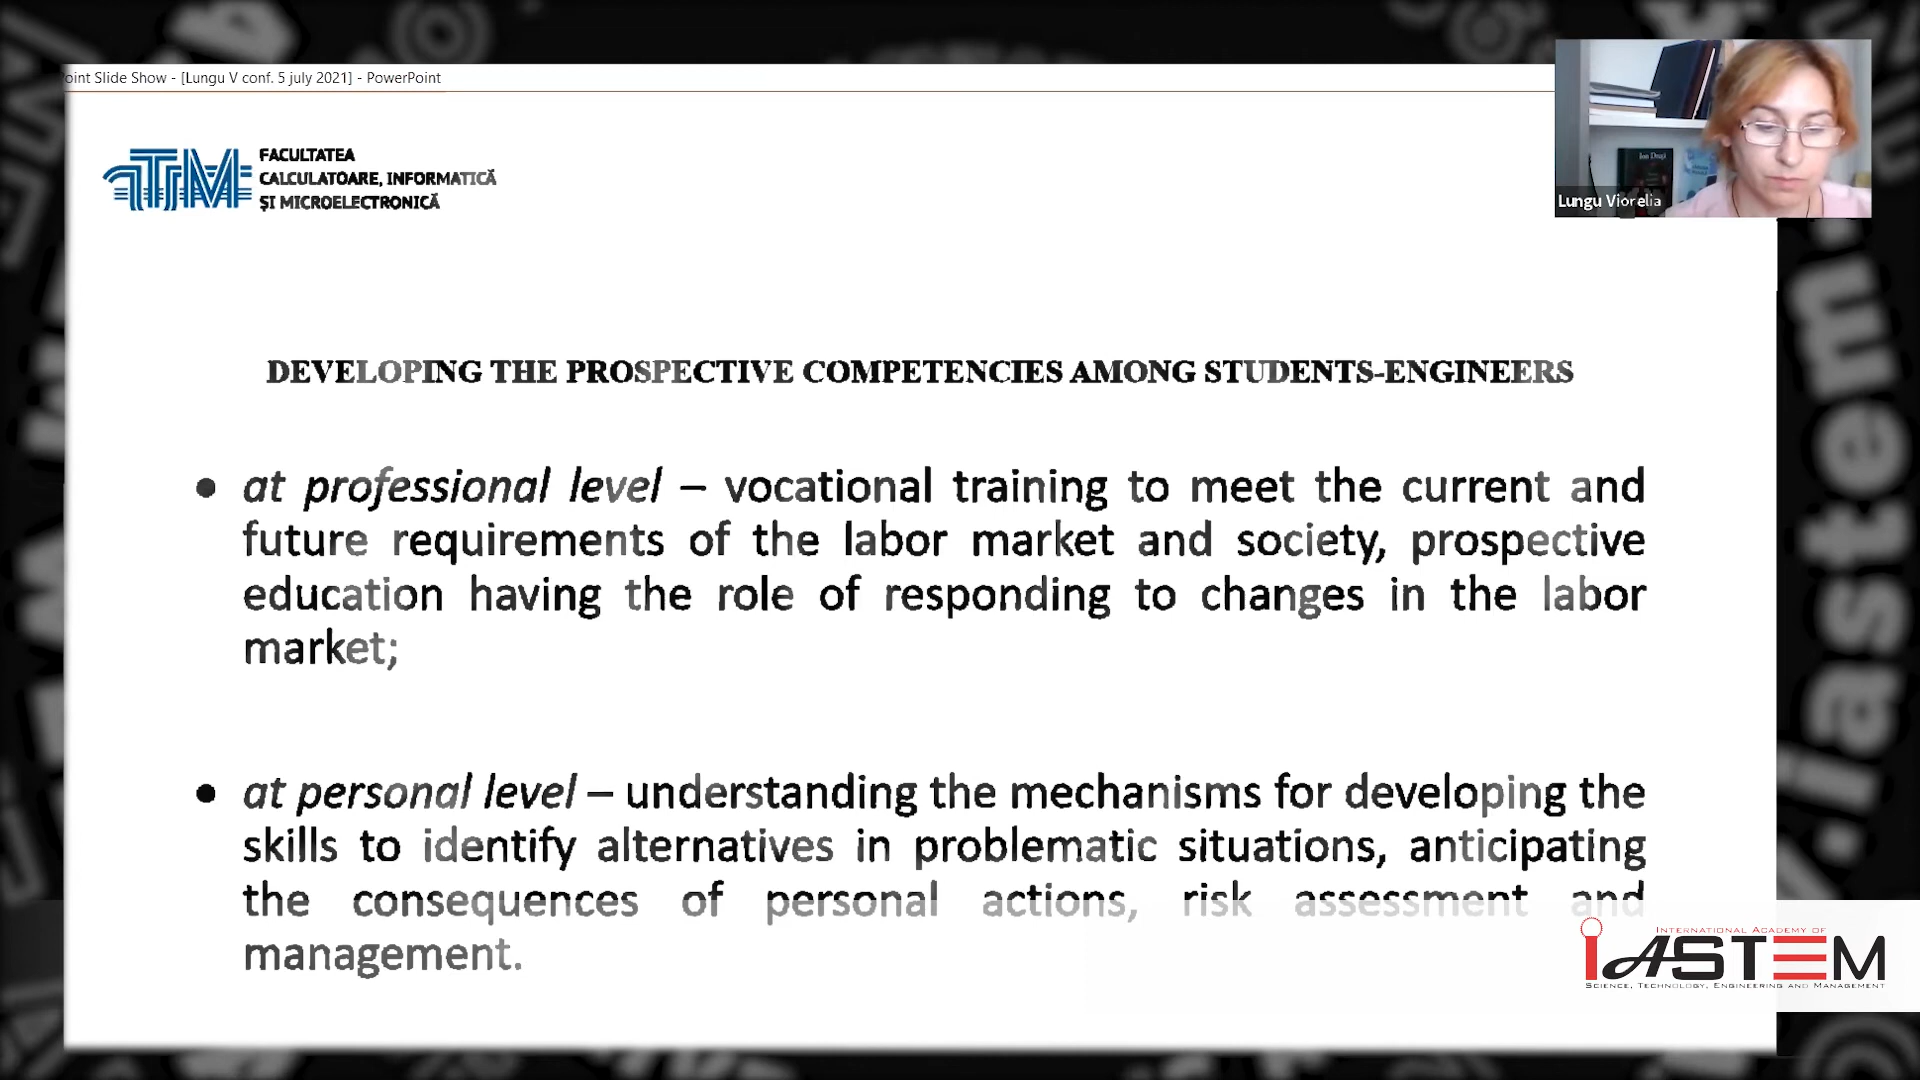 oint Slide Show - [Lungu V conf. 5 july 2021] - PowerPoint
FACULTATEA
CALCULATOARE, INFORMATICĂ
ȘI MICROELECTRONICĂ
Ion Druță
Lungu Viorelia
DEVELOPING THE PROSPECTIVE COMPETENCIES AMONG STUDENTS-ENGINEERS
• at professional level – vocational training to meet the current and
future requirements of the labor market and society, prospective
education having the role of responding to changes in the labor
market;
• at personal level – understanding the mechanisms for developing the
skills to identify alternatives in problematic situations, anticipating
the consequences of personal actions, risk assessment and
management.
INTERNATIONAL ACADEMY OF
iASTEM
SCIENCE, TECHNOLOGY, ENGINEERING AND MANAGEMENT
.iastem.